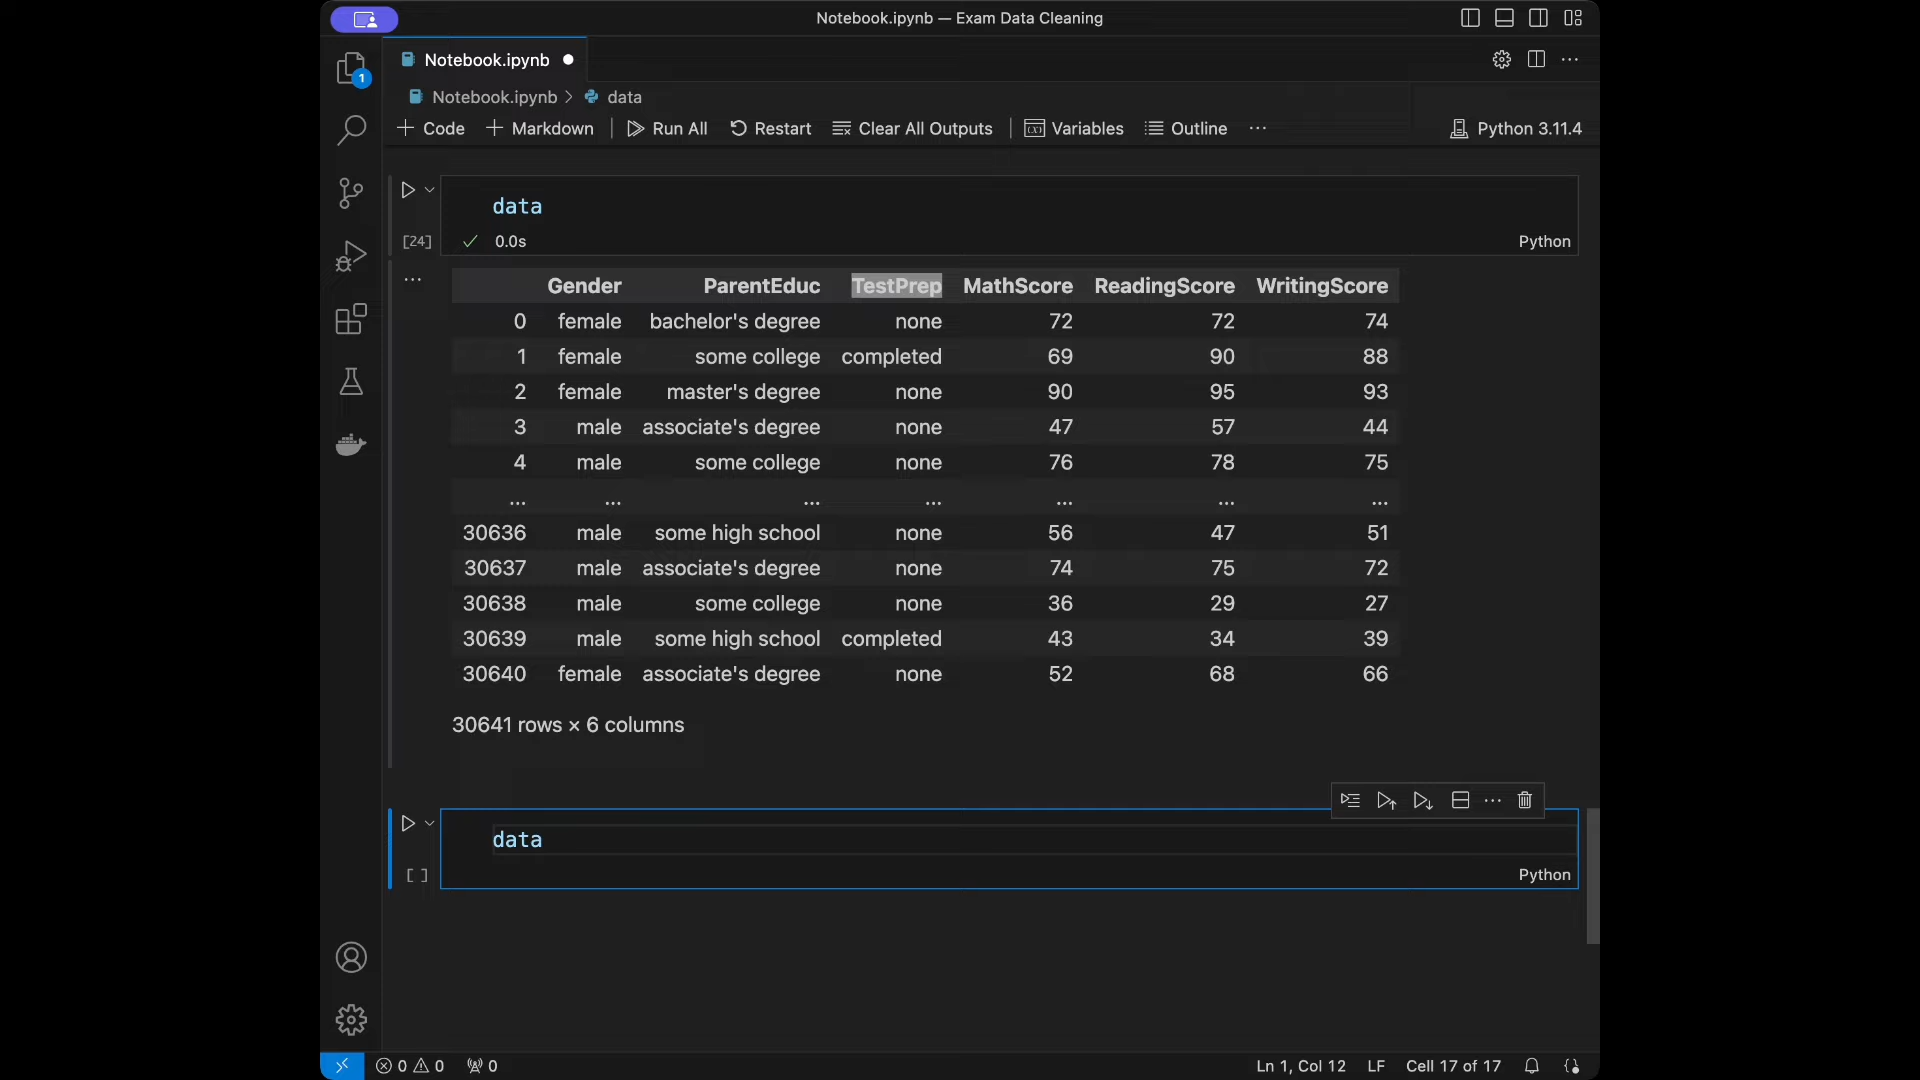 Notebook.ipynb — Exam Data Cleaning
1
Notebook.ipynb
Notebook.ipynb > data
Code Markdown Run All Restart Clear All Outputs Variables Outline ... Python 3.11.4
data
[24] 0.0s Python
Gender ParentEduc TestPrep MathScore ReadingScore WritingScore
0 female bachelor's degree none 72 72 74
1 female some college completed 69 90 88
2 female master's degree none 90 95 93
3 male associate's degree none 47 57 44
4 male some college none 76 78 75
... ... ... ... ... ... ...
30636 male some high school none 56 47 51
30637 male associate's degree none 74 75 72
30638 male some college none 36 29 27
30639 male some high school completed 43 34 39
30640 female associate's degree none 52 68 66
30641 rows × 6 columns
data
[ ] Python
0 0 0 Ln 1, Col 12 LF Cell 17 of 17